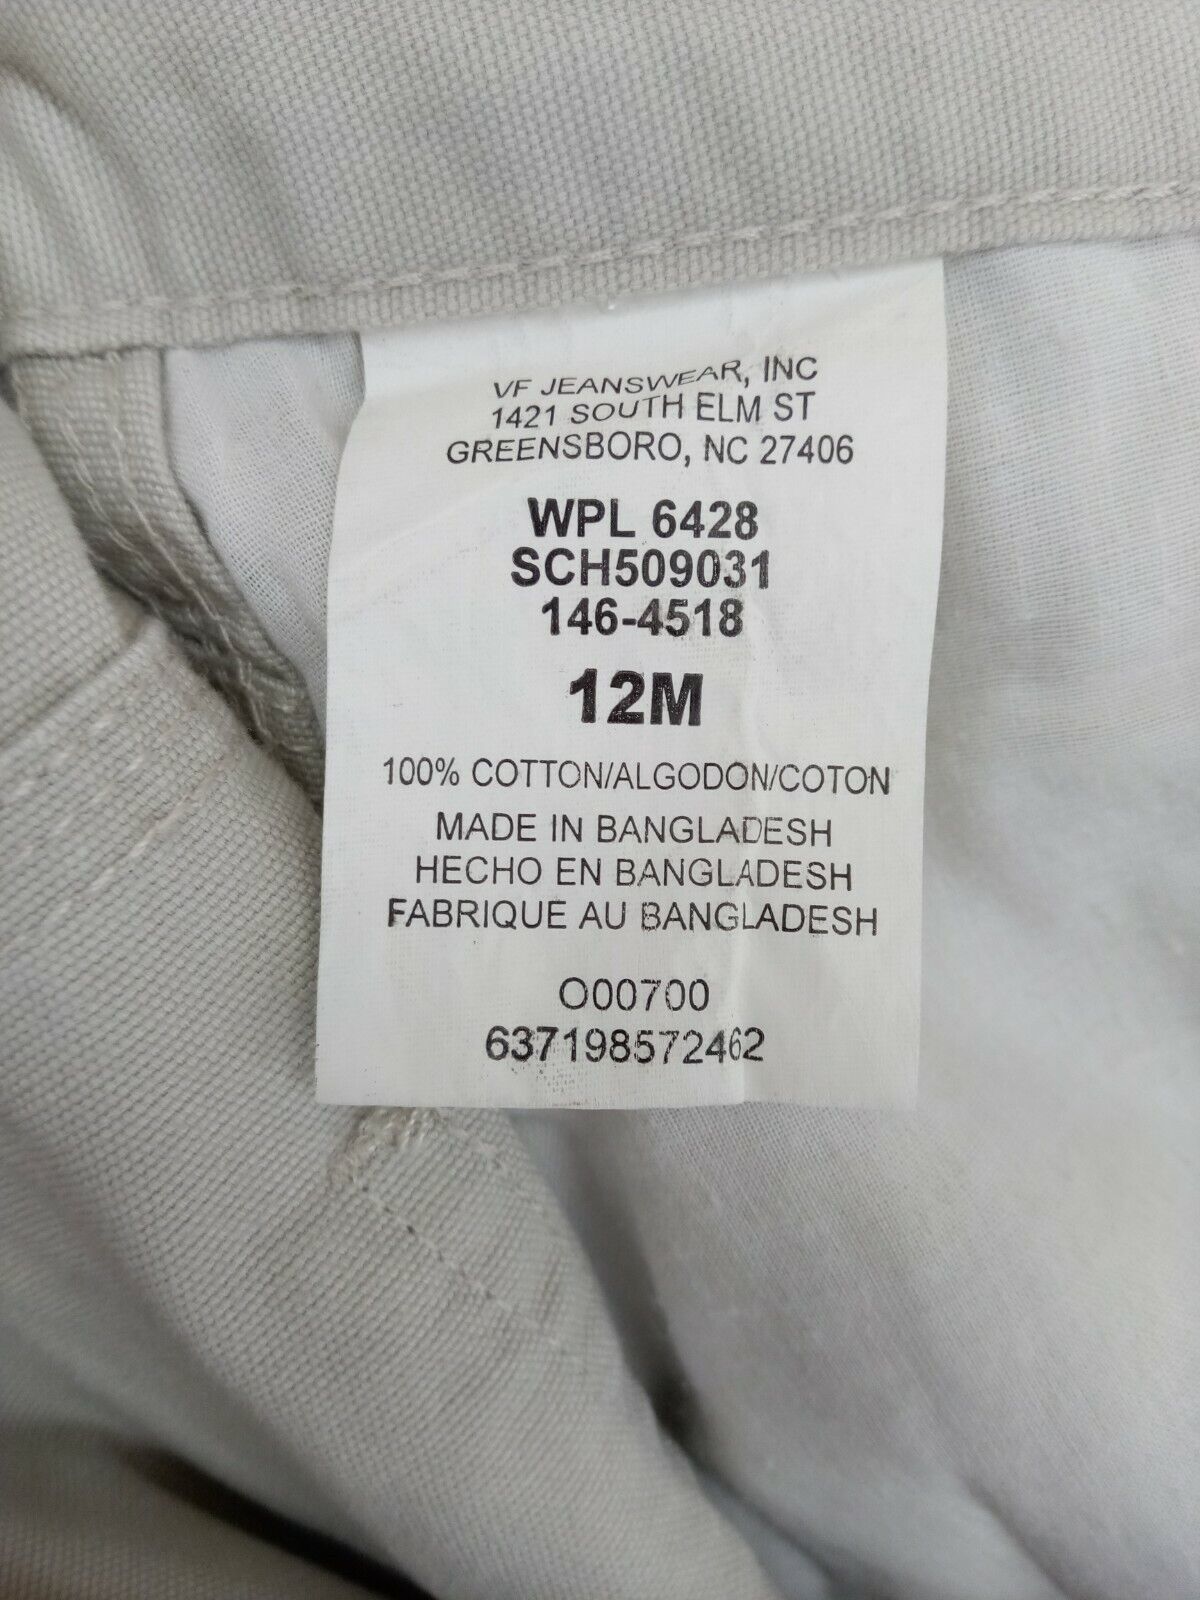 VF JEANSWEAR, INC
1421 SOUTH ELM ST
GREENSBORO, NC 27406
WPL 6428
SCH509031
146-4518
12M
100% COTTON/ALGODON/COTON
MADE IN BANGLADESH
HECHO EN BANGLADESH
FABRIQUE AU BANGLADESH
O00700
637198572462